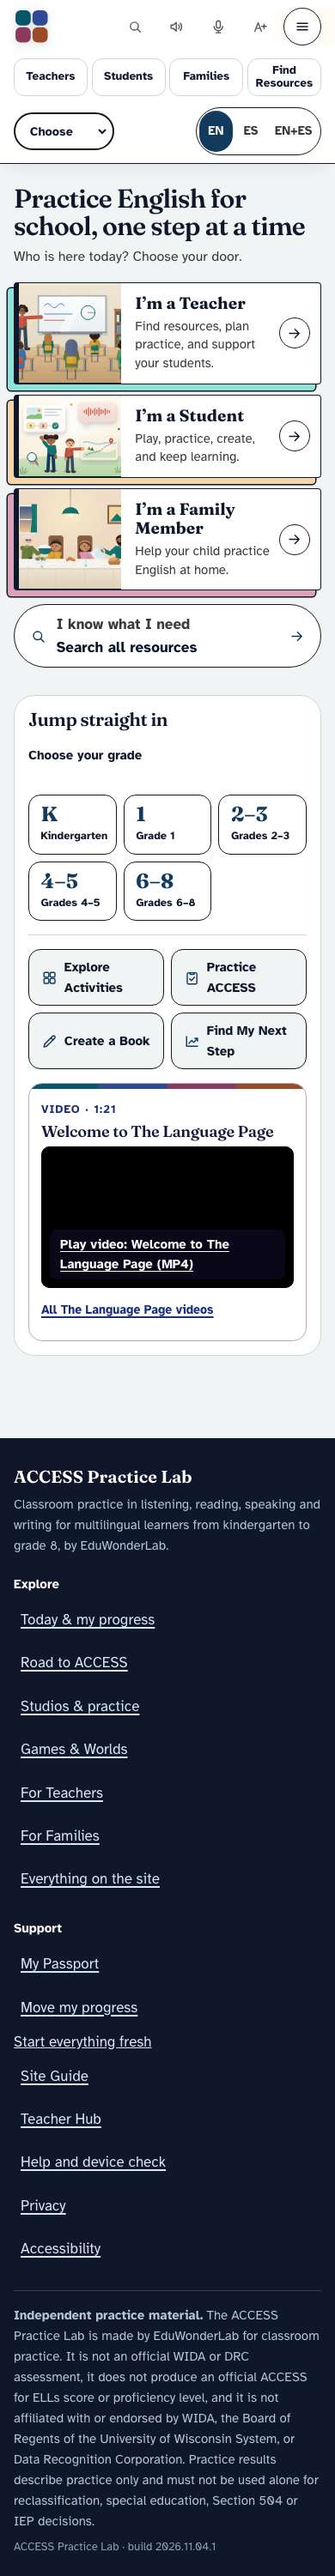 A+
Teachers
Students
Families
Find
Resources
Choose
EN
ES
EN+ES
Practice English for
school, one step at a time
Who is here today? Choose your door.
I’m a Teacher
Find resources, plan
practice, and support
your students.
I’m a Student
Play, practice, create,
and keep learning.
I’m a Family
Member
Help your child practice
English at home.
I know what I need
Search all resources
Jump straight in
Choose your grade
K
Kindergarten
1
Grade 1
2–3
Grades 2–3
4–5
Grades 4–5
6–8
Grades 6–8
Explore
Activities
Practice
ACCESS
Create a Book
Find My Next
Step
VIDEO · 1:21
Welcome to The Language Page
Play video: Welcome to The
Language Page (MP4)
All The Language Page videos
ACCESS Practice Lab
Classroom practice in listening, reading, speaking and
writing for multilingual learners from kindergarten to
grade 8, by EduWonderLab.
Explore
Today & my progress
Road to ACCESS
Studios & practice
Games & Worlds
For Teachers
For Families
Everything on the site
Support
My Passport
Move my progress
Start everything fresh
Site Guide
Teacher Hub
Help and device check
Privacy
Accessibility
Independent practice material. The ACCESS
Practice Lab is made by EduWonderLab for classroom
practice. It is not an official WIDA or DRC
assessment, it does not produce an official ACCESS
for ELLs score or proficiency level, and it is not
affiliated with or endorsed by WIDA, the Board of
Regents of the University of Wisconsin System, or
Data Recognition Corporation. Practice results
describe practice only and must not be used alone for
reclassification, special education, Section 504 or
IEP decisions.
ACCESS Practice Lab · build 2026.11.04.1